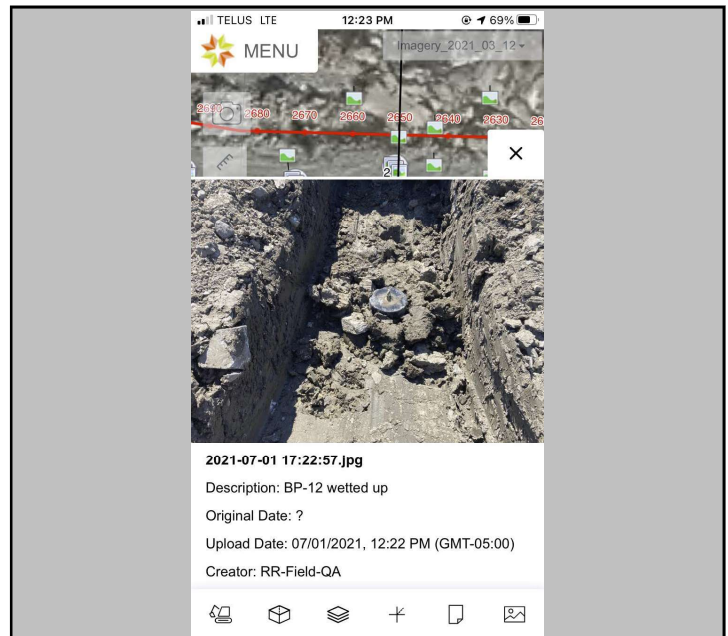 TELUS LTE 12:23 PM 69%
MENU
Imagery_2021_03_12
2690 2680 2670 2660 2650 2640 2630 26
2
2021-07-01 17:22:57.jpg
Description: BP-12 wetted up
Original Date: ?
Upload Date: 07/01/2021, 12:22 PM (GMT-05:00)
Creator: RR-Field-QA